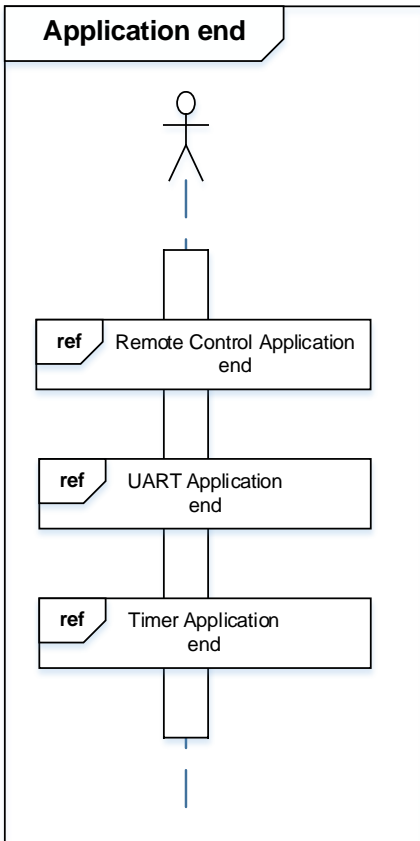 Application end
ref
Remote Control Application
end
ref
UART Application
end
ref
Timer Application
end